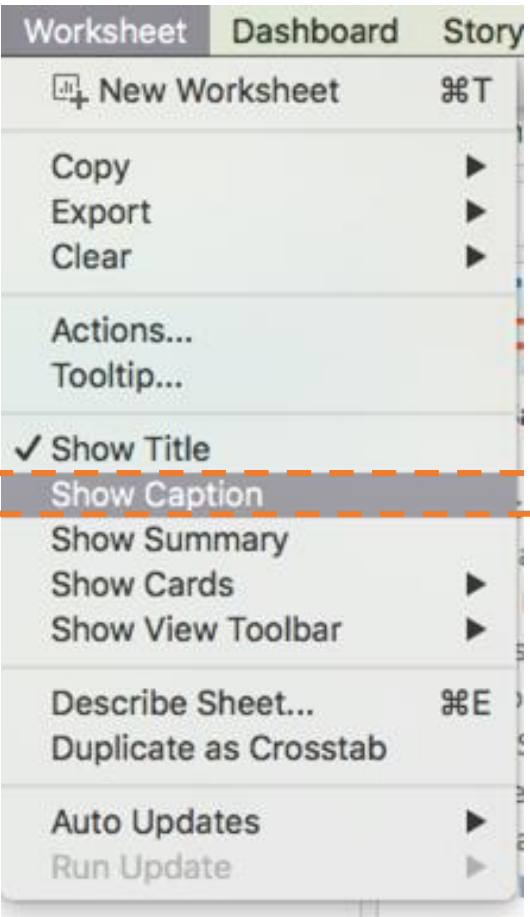 Worksheet Dashboard Story
New Worksheet ⌘T
Copy
Export
Clear
Actions...
Tooltip...
✓ Show Title
Show Caption
Show Summary
Show Cards
Show View Toolbar
Describe Sheet... ⌘E
Duplicate as Crosstab
Auto Updates
Run Update